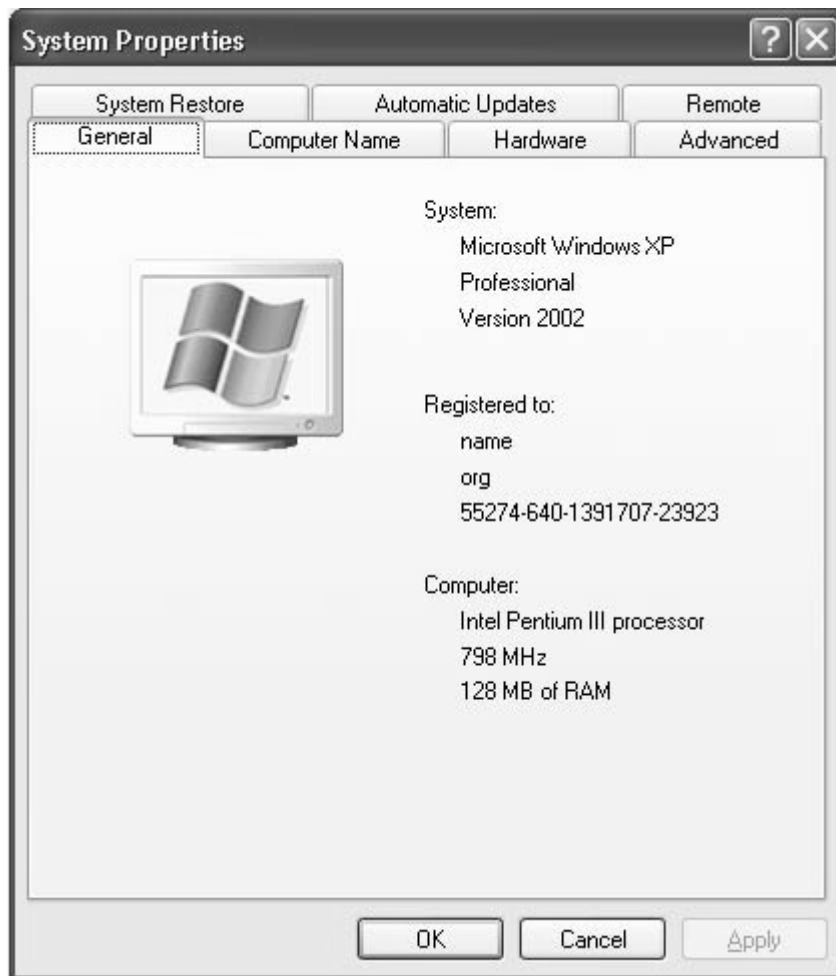 System Properties
System Restore Automatic Updates Remote
General Computer Name Hardware Advanced
System:
Microsoft Windows XP
Professional
Version 2002
Registered to:
name
org
55274-640-1391707-23923
Computer:
Intel Pentium III processor
798 MHz
128 MB of RAM
OK Cancel Apply